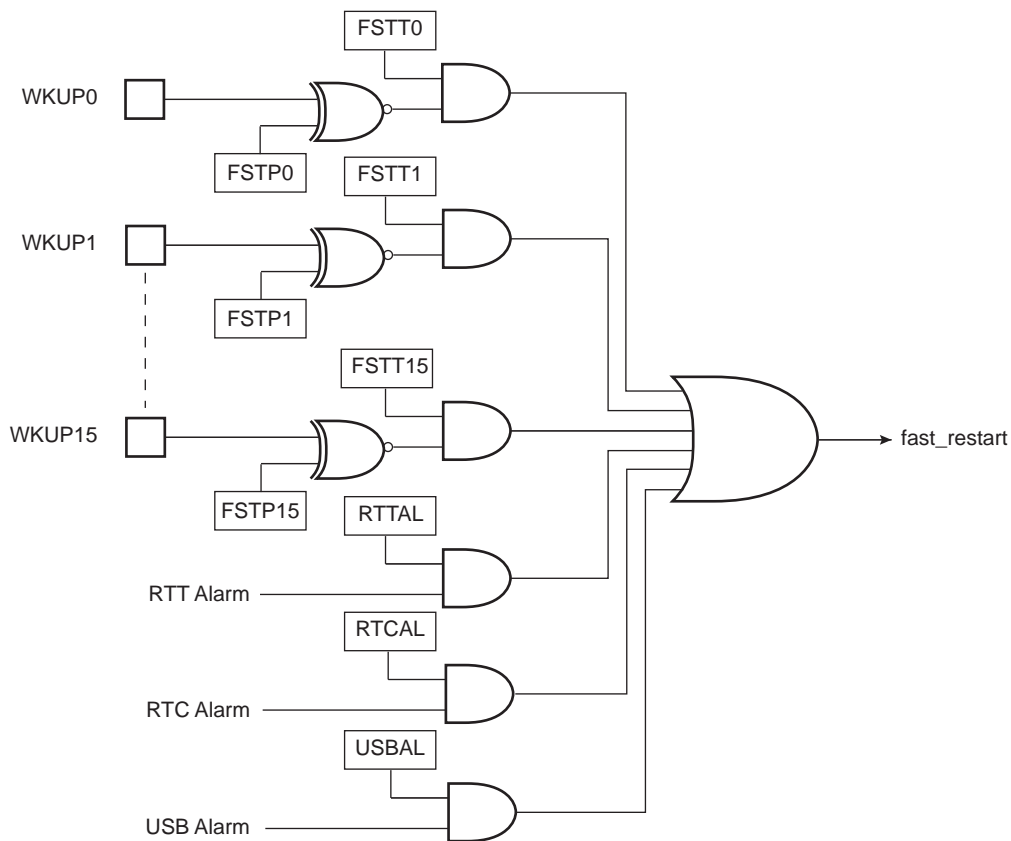 FSTT0
WKUP0
FSTP0
FSTT1
WKUP1
FSTP1
FSTT15
WKUP15
fast_restart
FSTP15
RTTAL
RTT Alarm
RTCAL
RTC Alarm
USBAL
USB Alarm